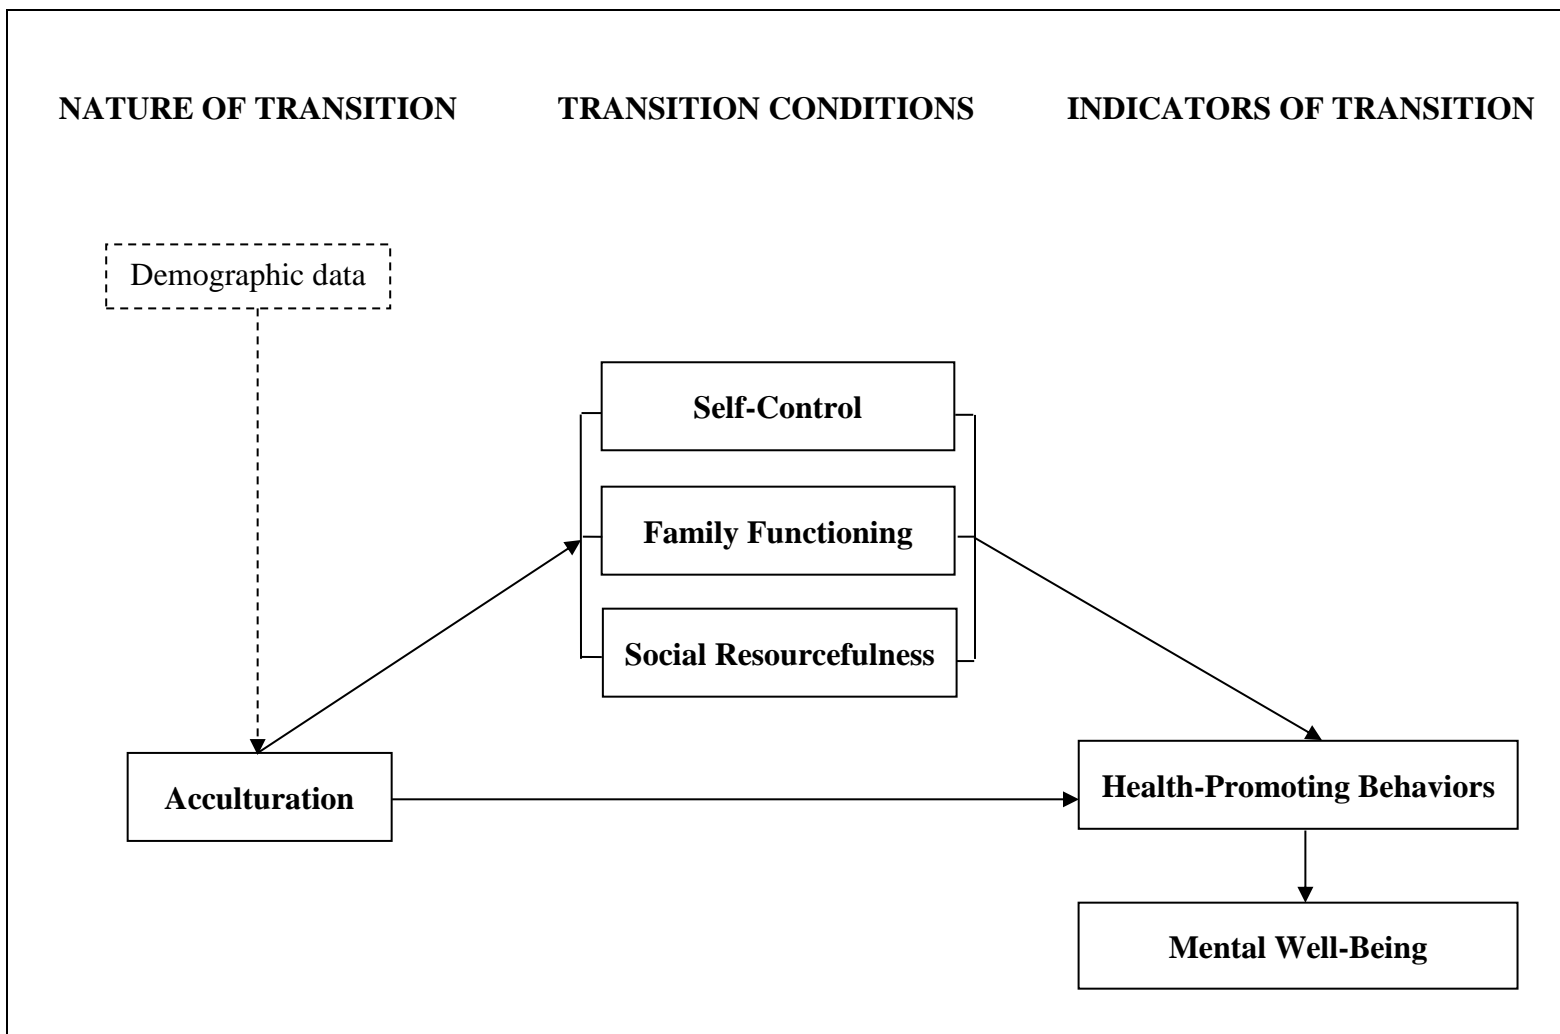 NATURE OF TRANSITION
TRANSITION CONDITIONS
INDICATORS OF TRANSITION
Demographic data
Self-Control
Family Functioning
Social Resourcefulness
Acculturation
Health-Promoting Behaviors
Mental Well-Being